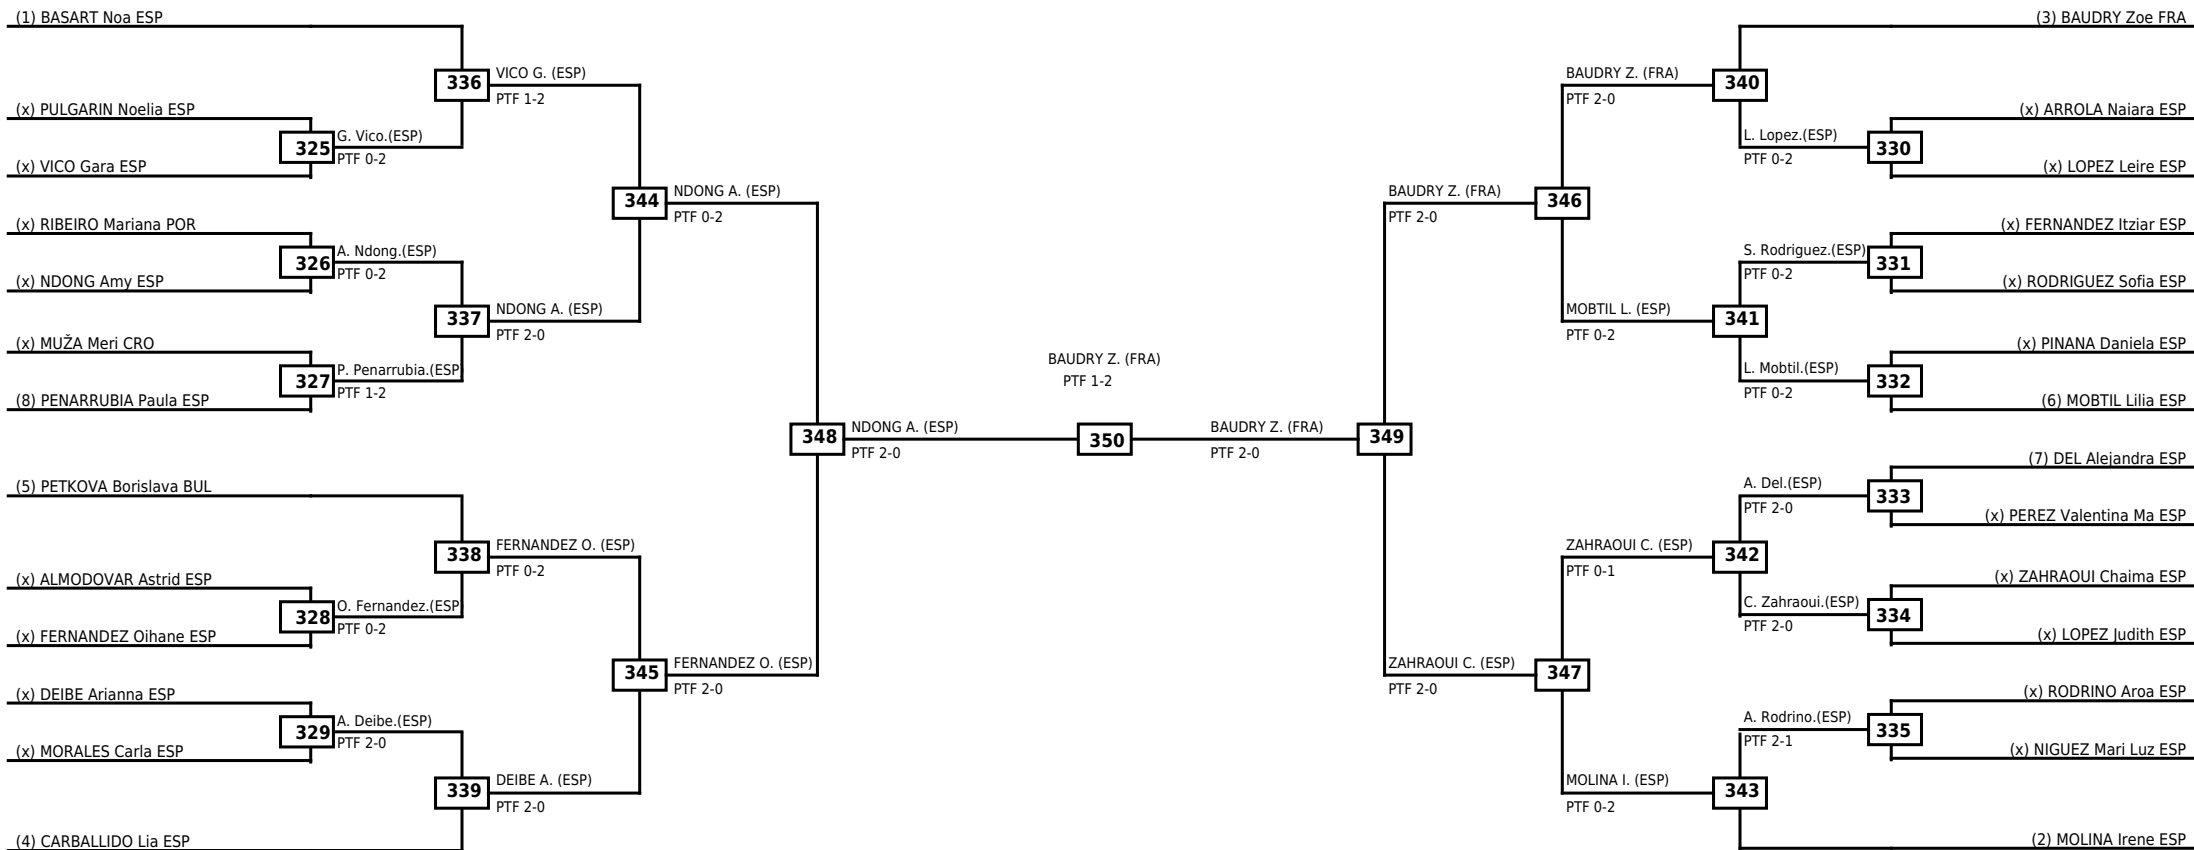 (1) BASART Noa ESP
336
VICO G. (ESP)
PTF 1-2
(x) PULGARIN Noelia ESP
325
G. Vico.(ESP)
PTF 0-2
(x) VICO Gara ESP
344
NDONG A. (ESP)
PTF 0-2
(x) RIBEIRO Mariana POR
326
A. Ndong.(ESP)
PTF 0-2
(x) NDONG Amy ESP
337
NDONG A. (ESP)
PTF 2-0
(x) MUŽA Meri CRO
327
P. Penarrubia.(ESP
PTF 1-2
(8) PENARRUBIA Paula ESP
348
NDONG A. (ESP)
PTF 2-0
(5) PETKOVA Borislava BUL
338
FERNANDEZ O. (ESP)
PTF 0-2
(x) ALMODOVAR Astrid ESP
328
O. Fernandez.(ESP
PTF 0-2
(x) FERNANDEZ Oihane ESP
345
FERNANDEZ O. (ESP)
PTF 2-0
(x) DEIBE Arianna ESP
329
A. Deibe.(ESP)
PTF 2-0
(x) MORALES Carla ESP
339
DEIBE A. (ESP)
PTF 2-0
(4) CARBALLIDO Lia ESP
BAUDRY Z. (FRA)
PTF 1-2
350
BAUDRY Z. (FRA)
PTF 2-0
349
(3) BAUDRY Zoe FRA
BAUDRY Z. (FRA)
PTF 2-0
340
(x) ARROLA Naiara ESP
L. Lopez.(ESP)
PTF 0-2
330
(x) LOPEZ Leire ESP
BAUDRY Z. (FRA)
PTF 2-0
346
(x) FERNANDEZ Itziar ESP
S. Rodriguez.(ESP)
PTF 0-2
331
(x) RODRIGUEZ Sofia ESP
MOBTIL L. (ESP)
PTF 0-2
341
(x) PINANA Daniela ESP
L. Mobtil.(ESP)
PTF 0-2
332
(6) MOBTIL Lilia ESP
(7) DEL Alejandra ESP
A. Del.(ESP)
PTF 2-0
333
(x) PEREZ Valentina Ma ESP
ZAHRAOUI C. (ESP)
PTF 0-1
342
(x) ZAHRAOUI Chaima ESP
C. Zahraoui.(ESP)
PTF 2-0
334
(x) LOPEZ Judith ESP
ZAHRAOUI C. (ESP)
PTF 2-0
347
(x) RODRINO Aroa ESP
A. Rodrino.(ESP)
PTF 2-1
335
(x) NIGUEZ Mari Luz ESP
MOLINA I. (ESP)
PTF 0-2
343
(2) MOLINA Irene ESP